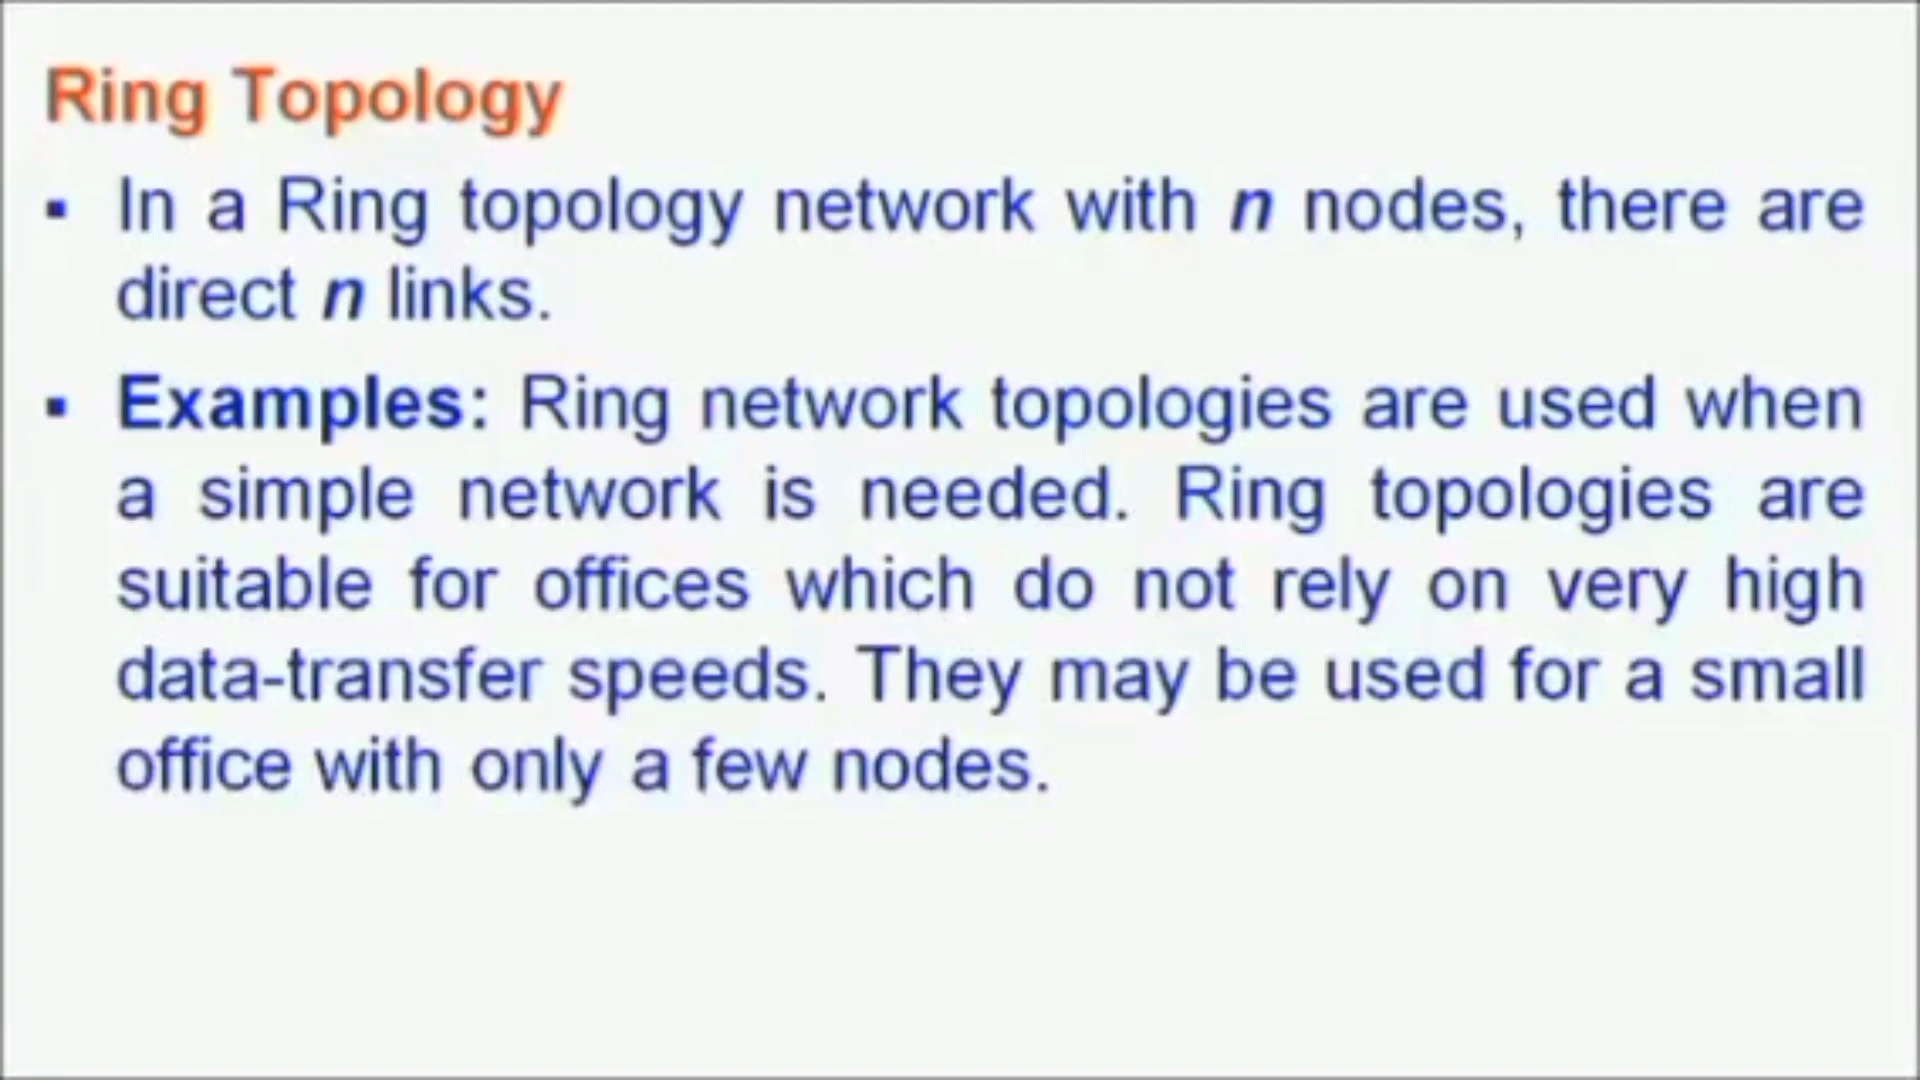 Ring Topology
▪ In a Ring topology network with n nodes, there are
direct n links.
▪ Examples: Ring network topologies are used when
a simple network is needed. Ring topologies are
suitable for offices which do not rely on very high
data-transfer speeds. They may be used for a small
office with only a few nodes.